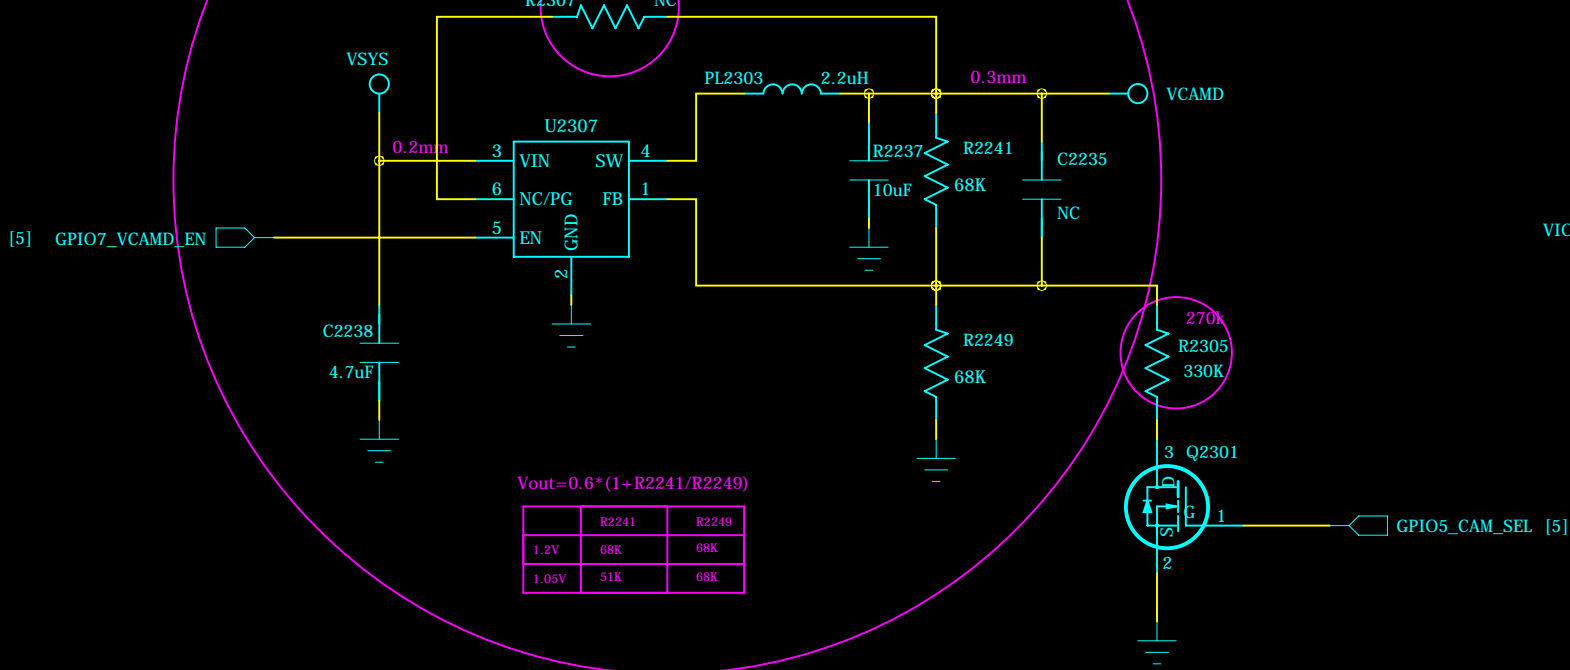 R2307 NC
VSYS
PL2303 2.2uH
0.3mm
VCAMD
U2307
0.2mm
3 VIN SW 4
R2237
R2241
C2235
6 NC/PG FB 1
10uF
68K
NC
[5] GPIO7_VCAMD_EN
5 EN
GND
2
VIC
270k
C2238
R2249
R2305
4.7uF
68K
330K
3 Q2301
Vout=0.6*(1+R2241/R2249)
R2241 R2249
1.2V 68K 68K
1.05V 51K 68K
D
G
S
1
GPIO5_CAM_SEL [5]
2